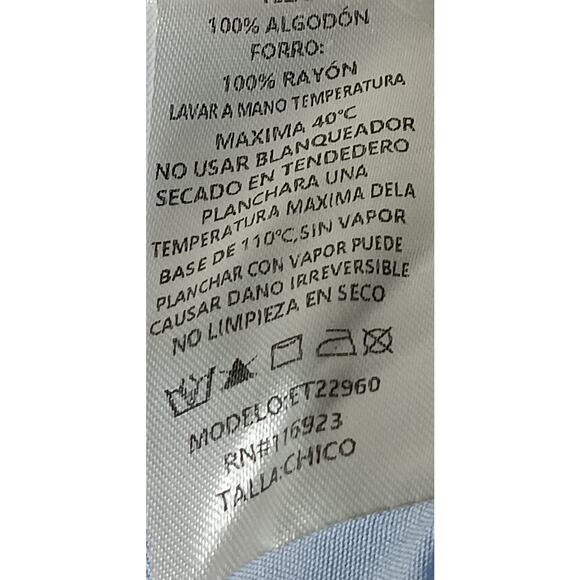 100% ALGODÓN
FORRO:
100% RAYÓN
LAVAR A MANO TEMPERATURA
MAXIMA 40°C
NO USAR BLANQUEADOR
SECADO EN TENDEDERO
PLANCHARA UNA
TEMPERATURA MAXIMA DELA
BASE DE 110°C, SIN VAPOR
PLANCHAR CON VAPOR PUEDE
CAUSAR DANO IRREVERSIBLE
NO LIMPIEZA EN SECO
MODELO:ET22960
RN#116923
TALLA:CHICO